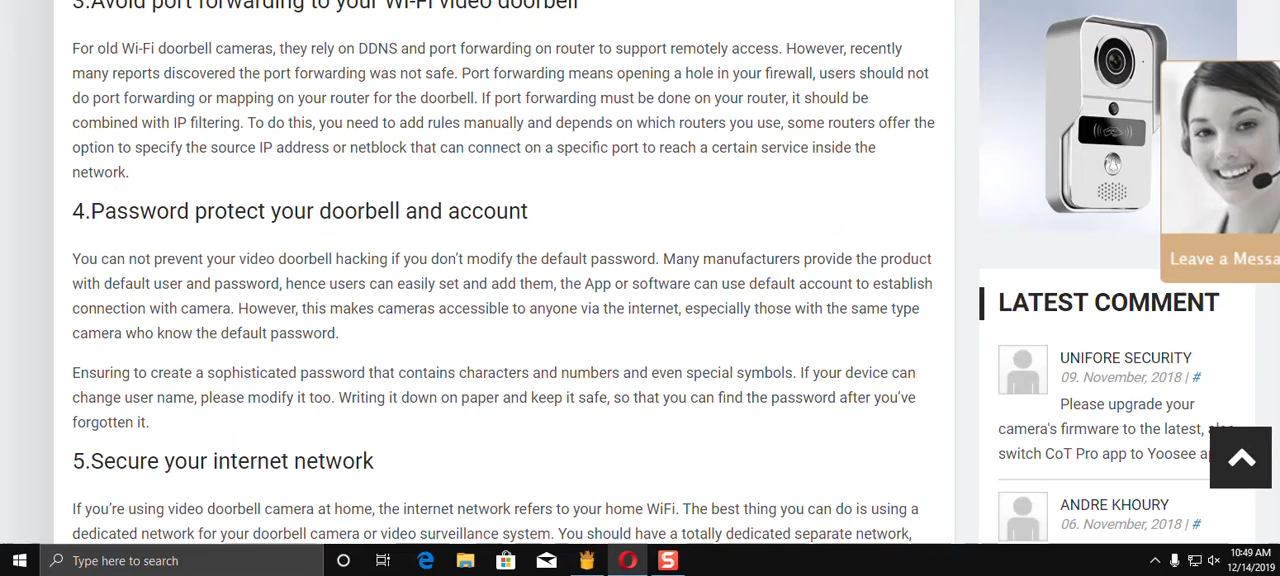 3.Avoid port forwarding to your Wi-Fi video doorbell
For old Wi-Fi doorbell cameras, they rely on DDNS and port forwarding on router to support remotely access. However, recently
many reports discovered the port forwarding was not safe. Port forwarding means opening a hole in your firewall, users should not
do port forwarding or mapping on your router for the doorbell. If port forwarding must be done on your router, it should be
combined with IP filtering. To do this, you need to add rules manually and depends on which routers you use, some routers offer the
option to specify the source IP address or netblock that can connect on a specific port to reach a certain service inside the
network.
4.Password protect your doorbell and account
You can not prevent your video doorbell hacking if you don't modify the default password. Many manufacturers provide the product
with default user and password, hence users can easily set and add them, the App or software can use default account to establish
connection with camera. However, this makes cameras accessible to anyone via the internet, especially those with the same type
camera who know the default password.
Ensuring to create a sophisticated password that contains characters and numbers and even special symbols. If your device can
change user name, please modify it too. Writing it down on paper and keep it safe, so that you can find the password after you've
forgotten it.
5.Secure your internet network
If you're using video doorbell camera at home, the internet network refers to your home WiFi. The best thing you can do is using a
dedicated network for your doorbell camera or video surveillance system. You should have a totally dedicated separate network,
Leave a Messa
LATEST COMMENT
UNIFORE SECURITY
09. November, 2018 | #
Please upgrade your
camera's firmware to the latest,
switch CoT Pro app to Yoosee
ANDRE KHOURY
06. November, 2018 | #
Type here to search
10:49 AM
12/14/2019